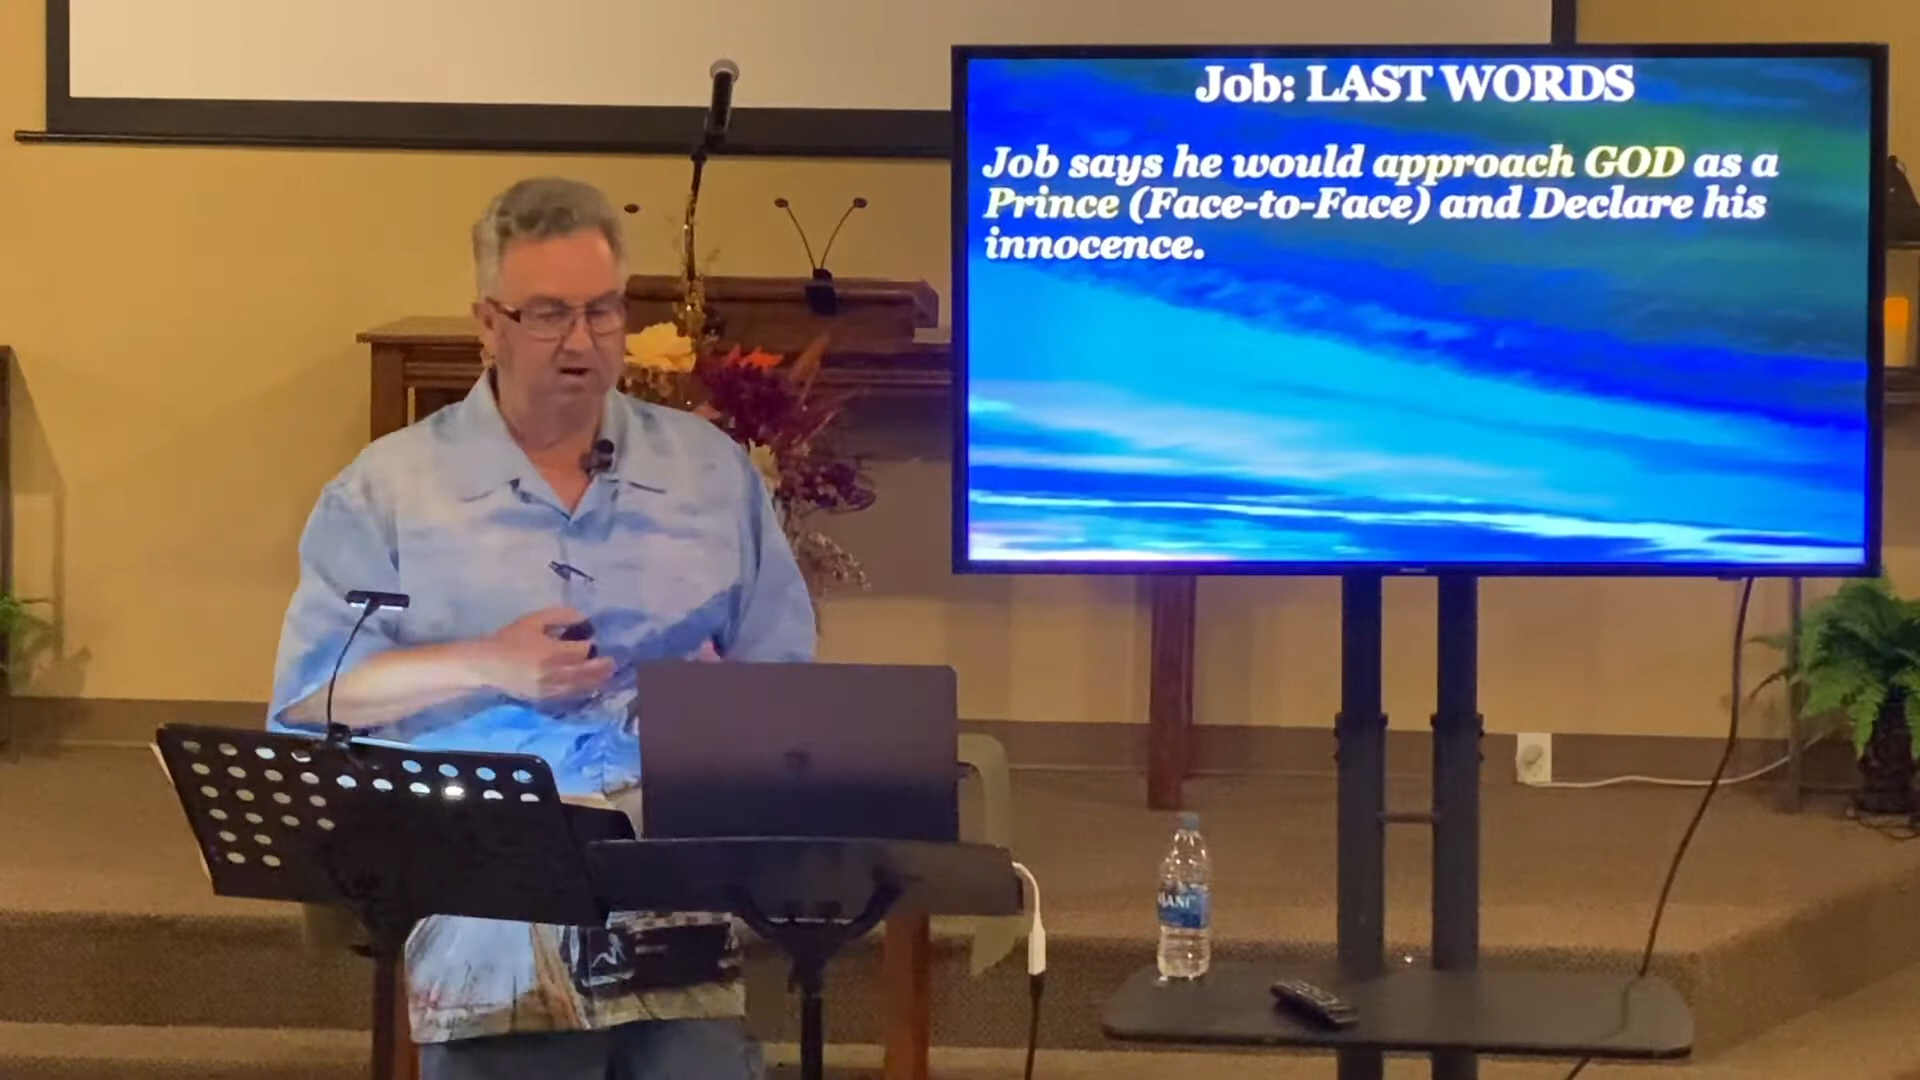 Job: LAST WORDS
Job says he would approach GOD as a
Prince (Face-to-Face) and Declare his
innocence.